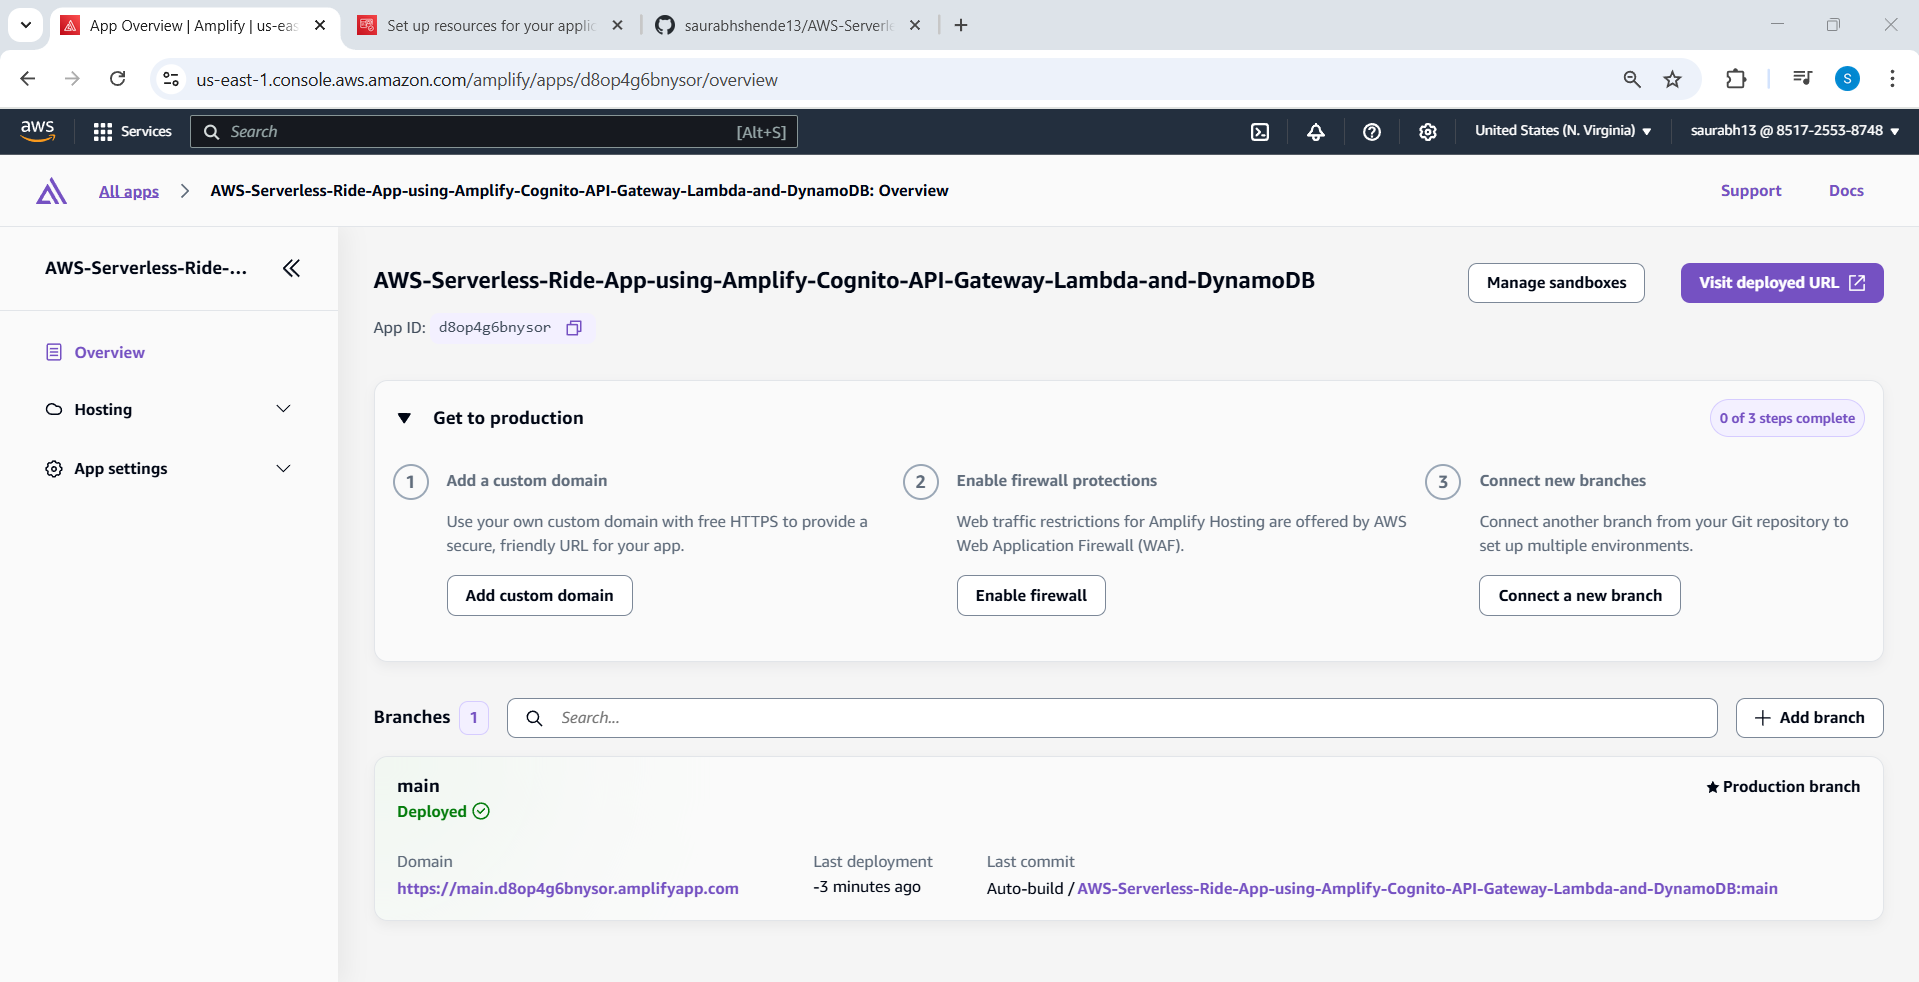 App Overview | Amplify | us-eas
Set up resources for your applic
saurabhshende13/AWS-Serverle
us-east-1.console.aws.amazon.com/amplify/apps/d8op4g6bnysor/overview
S
aws
Services
Search
[Alt+S]
United States (N. Virginia)
saurabh13 @ 8517-2553-8748
All apps
AWS-Serverless-Ride-App-using-Amplify-Cognito-API-Gateway-Lambda-and-DynamoDB: Overview
Support
Docs
AWS-Serverless-Ride-...
Overview
Hosting
App settings
AWS-Serverless-Ride-App-using-Amplify-Cognito-API-Gateway-Lambda-and-DynamoDB
Manage sandboxes
Visit deployed URL
App ID: d8op4g6bnysor
Get to production
0 of 3 steps complete
1
Add a custom domain
Use your own custom domain with free HTTPS to provide a
secure, friendly URL for your app.
Add custom domain
2
Enable firewall protections
Web traffic restrictions for Amplify Hosting are offered by AWS
Web Application Firewall (WAF).
Enable firewall
3
Connect new branches
Connect another branch from your Git repository to
set up multiple environments.
Connect a new branch
Branches 1
Search...
Add branch
main
Production branch
Deployed
Domain
https://main.d8op4g6bnysor.amplifyapp.com
Last deployment
-3 minutes ago
Last commit
Auto-build / AWS-Serverless-Ride-App-using-Amplify-Cognito-API-Gateway-Lambda-and-DynamoDB:main